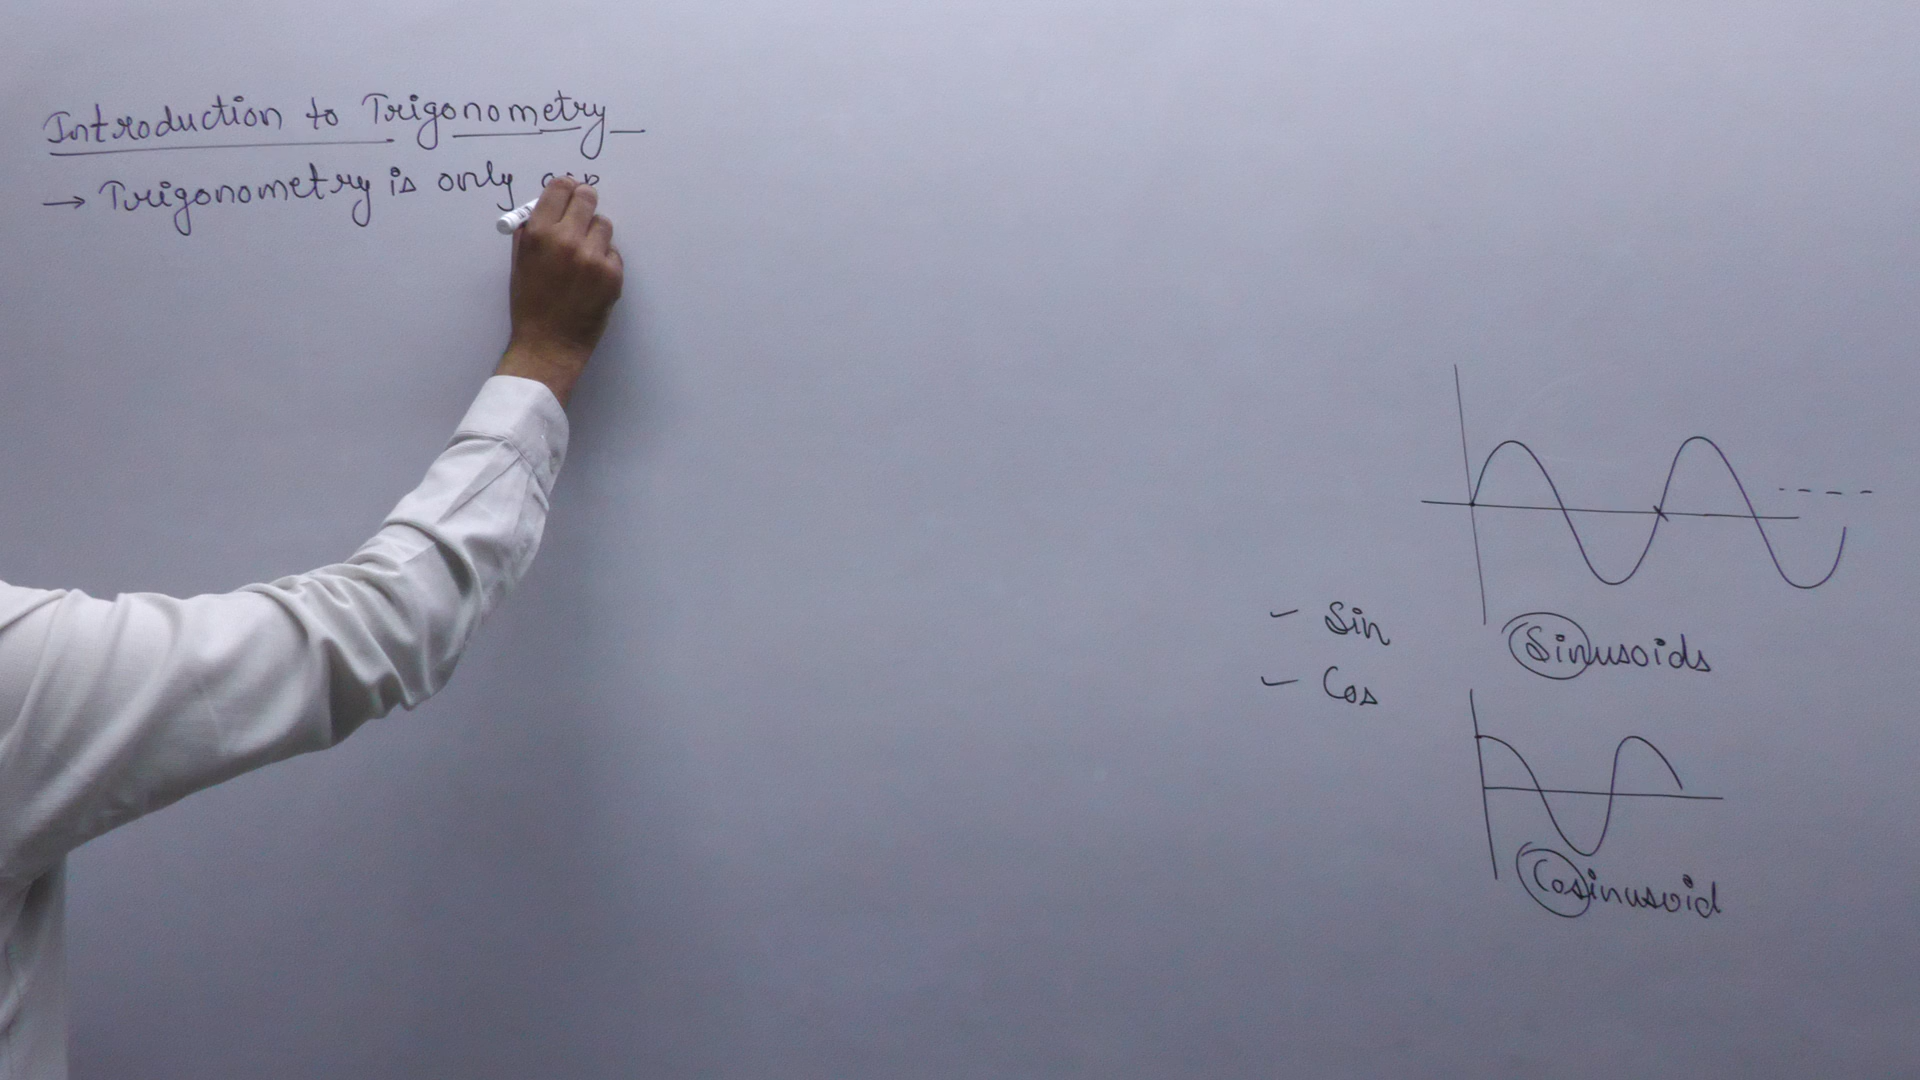 Introduction to Trigonometry
→ Trigonometry is only
Sinusoids
- Sin
- Cos
Cosinusoid